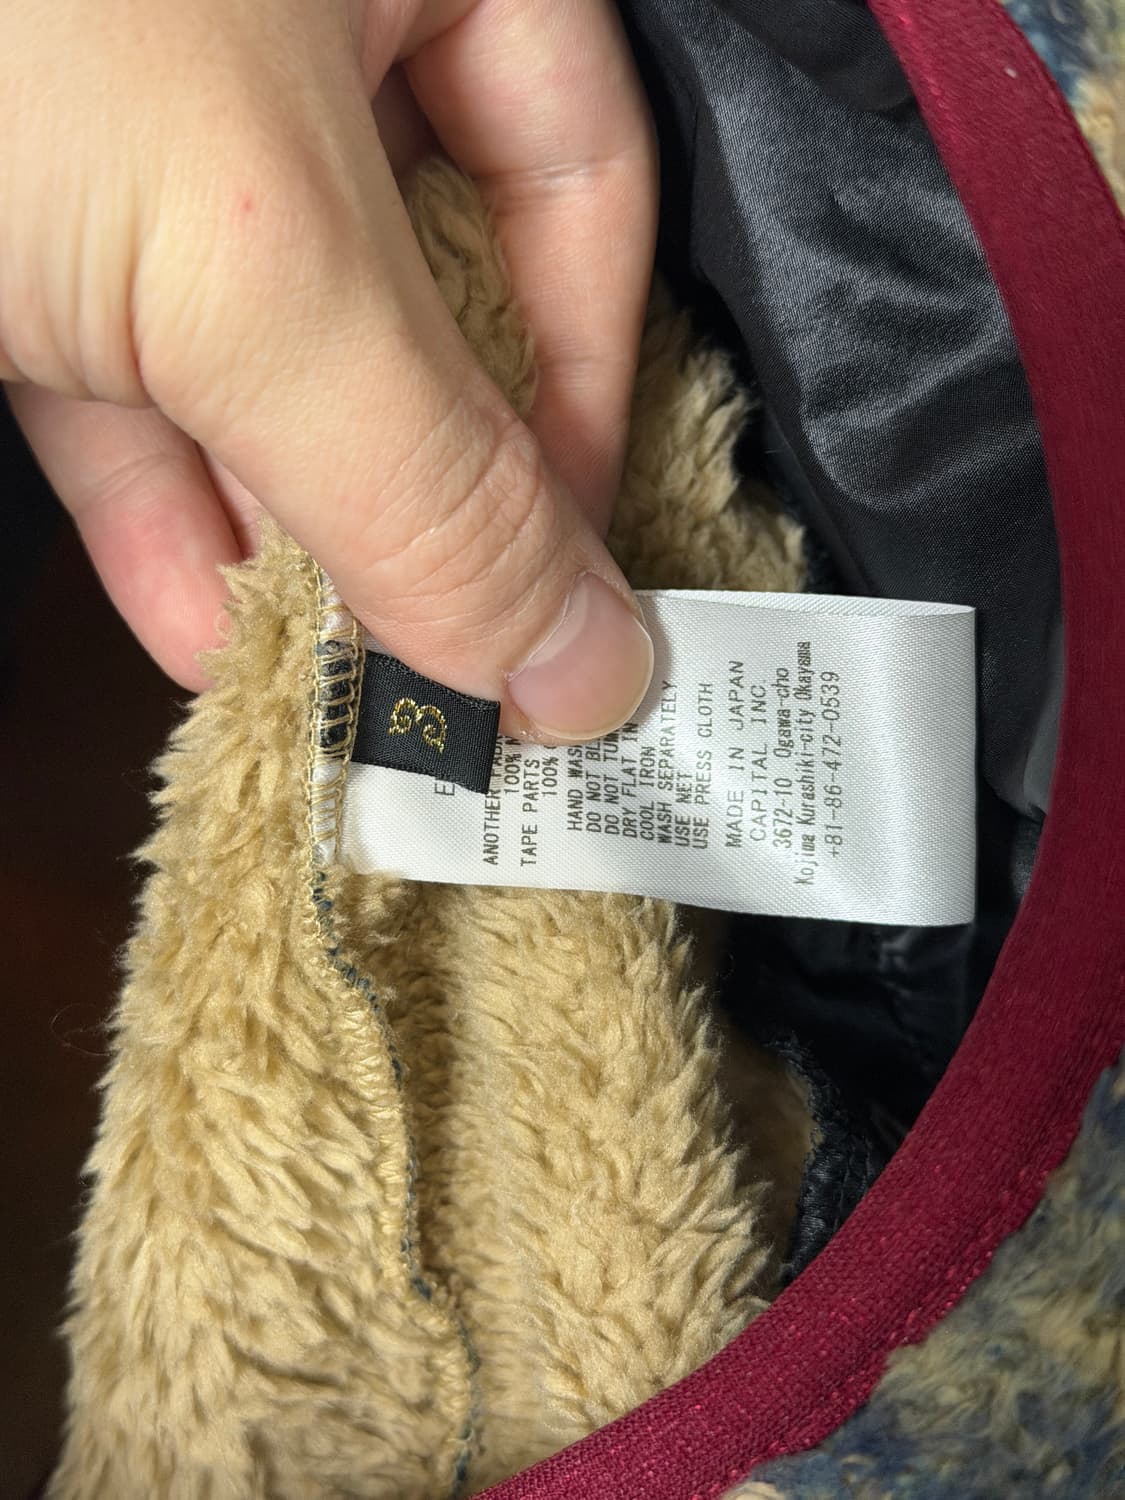 3
ANOTHER
100%
TAPE PARTS
100%
HAND WAS
DO NOT BL
DO NOT TU
DRY FLAT IN
COOL IRON
WASH SEPARATELY
USE NET
USE PRESS CLOTH
MADE IN JAPAN
CAPITAL INC
3672-10 Ogawa-cho
Kojima Kurashiki-city Okayama
+81-86-472-0539